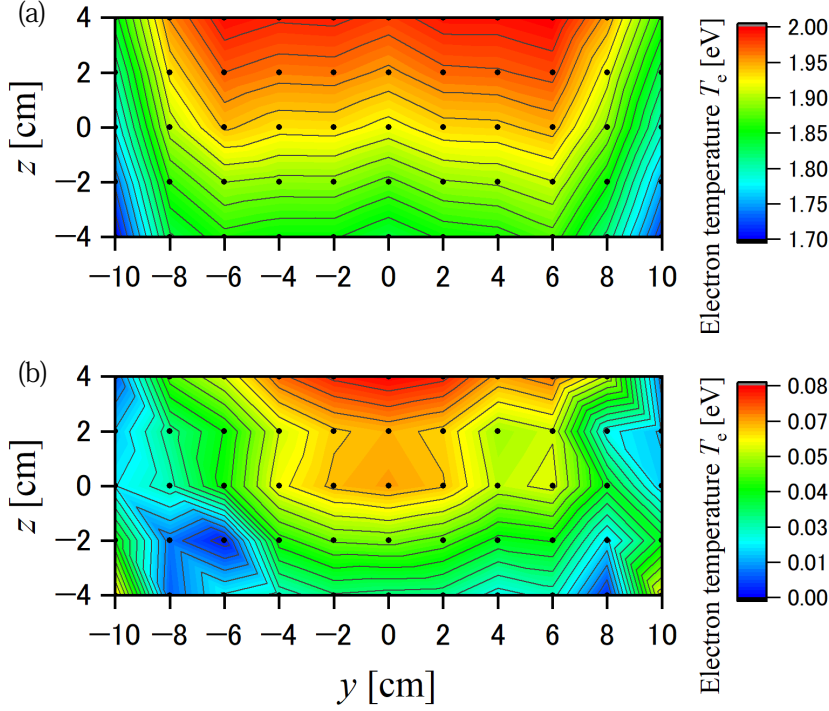 (a)
z [cm]
4
2
0
−2
−4
−10 −8 −6 −4 −2 0 2 4 6 8 10
Electron temperature Te [eV]
2.00
1.95
1.90
1.85
1.80
1.75
1.70
(b)
z [cm]
4
2
0
−2
−4
−10 −8 −6 −4 −2 0 2 4 6 8 10
y [cm]
Electron temperature Te [eV]
0.08
0.07
0.06
0.05
0.04
0.03
0.02
0.01
0.00